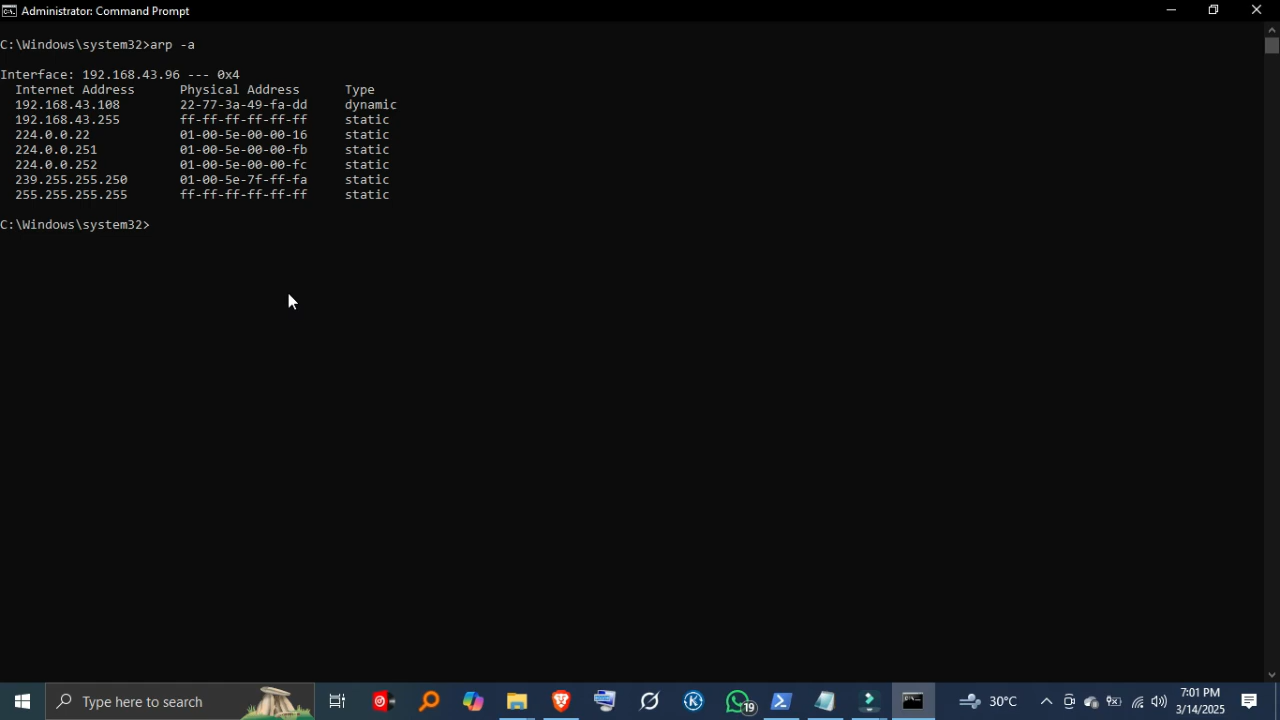 Administrator: Command Prompt
C:\Windows\system32>arp -a
Interface: 192.168.43.96 --- 0x4
Internet Address Physical Address Type
192.168.43.108 22-77-3a-49-fa-dd dynamic
192.168.43.255 ff-ff-ff-ff-ff-ff static
224.0.0.22 01-00-5e-00-00-16 static
224.0.0.251 01-00-5e-00-00-fb static
224.0.0.252 01-00-5e-00-00-fc static
239.255.255.250 01-00-5e-7f-ff-fa static
255.255.255.255 ff-ff-ff-ff-ff-ff static
C:\Windows\system32>
Type here to search
19
30°C
7:01 PM
3/14/2025